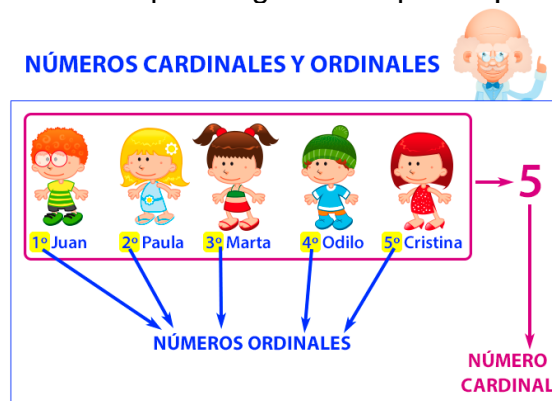 NÚMEROS CARDINALES Y ORDINALES
5
1º Juan 2º Paula 3º Marta 4º Odilo 5º Cristina
NÚMEROS ORDINALES
NÚMERO
CARDINAL